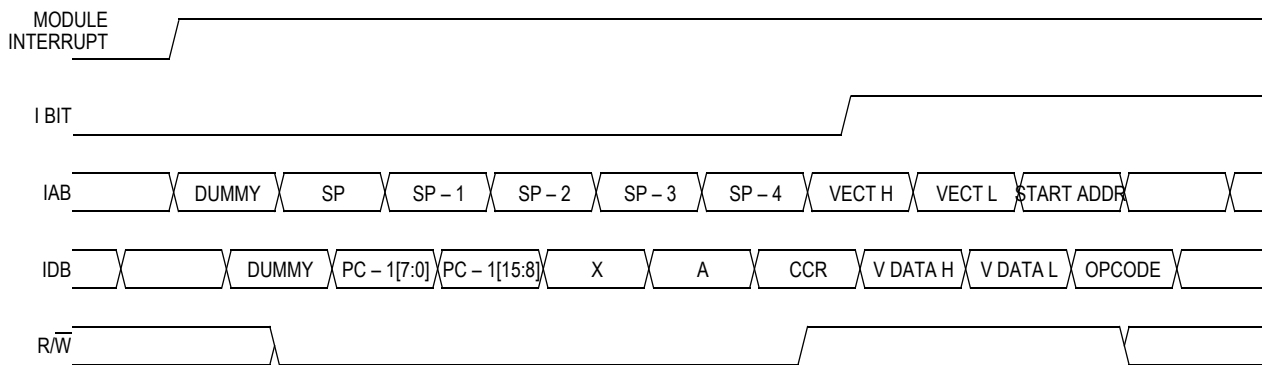 MODULE
INTERRUPT
I BIT
IAB DUMMY SP SP – 1 SP – 2 SP – 3 SP – 4 VECT H VECT L START ADDR
IDB DUMMY PC – 1[7:0] PC – 1[15:8] X A CCR V DATA H V DATA L OPCODE
R/W̅